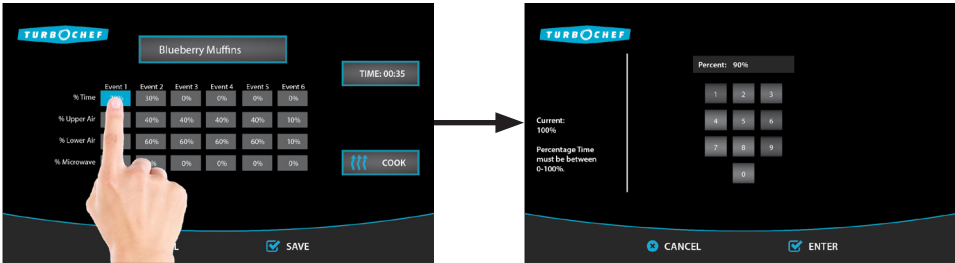 TURBOCHEF
Blueberry Muffins
TIME: 00:35
Event 1 Event 2 Event 3 Event 4 Event 5 Event 6
% Time 30% 0% 0% 0% 0%
% Upper Air 40% 40% 40% 40% 10%
% Lower Air 60% 60% 60% 60% 10%
% Microwave 0% 0% 0% 0%
COOK
SAVE
TURBOCHEF
Percent: 90%
1 2 3
4 5 6
7 8 9
0
Current:
100%
Percentage Time
must be between
0-100%.
CANCEL
ENTER